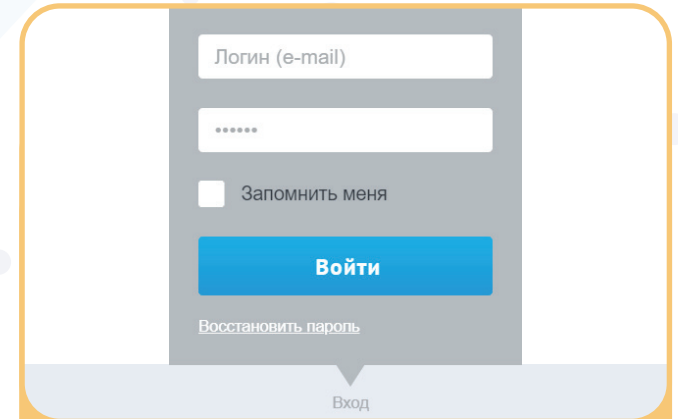 Логин (e-mail)
••••••
Запомнить меня
Войти
Восстановить пароль
Вход